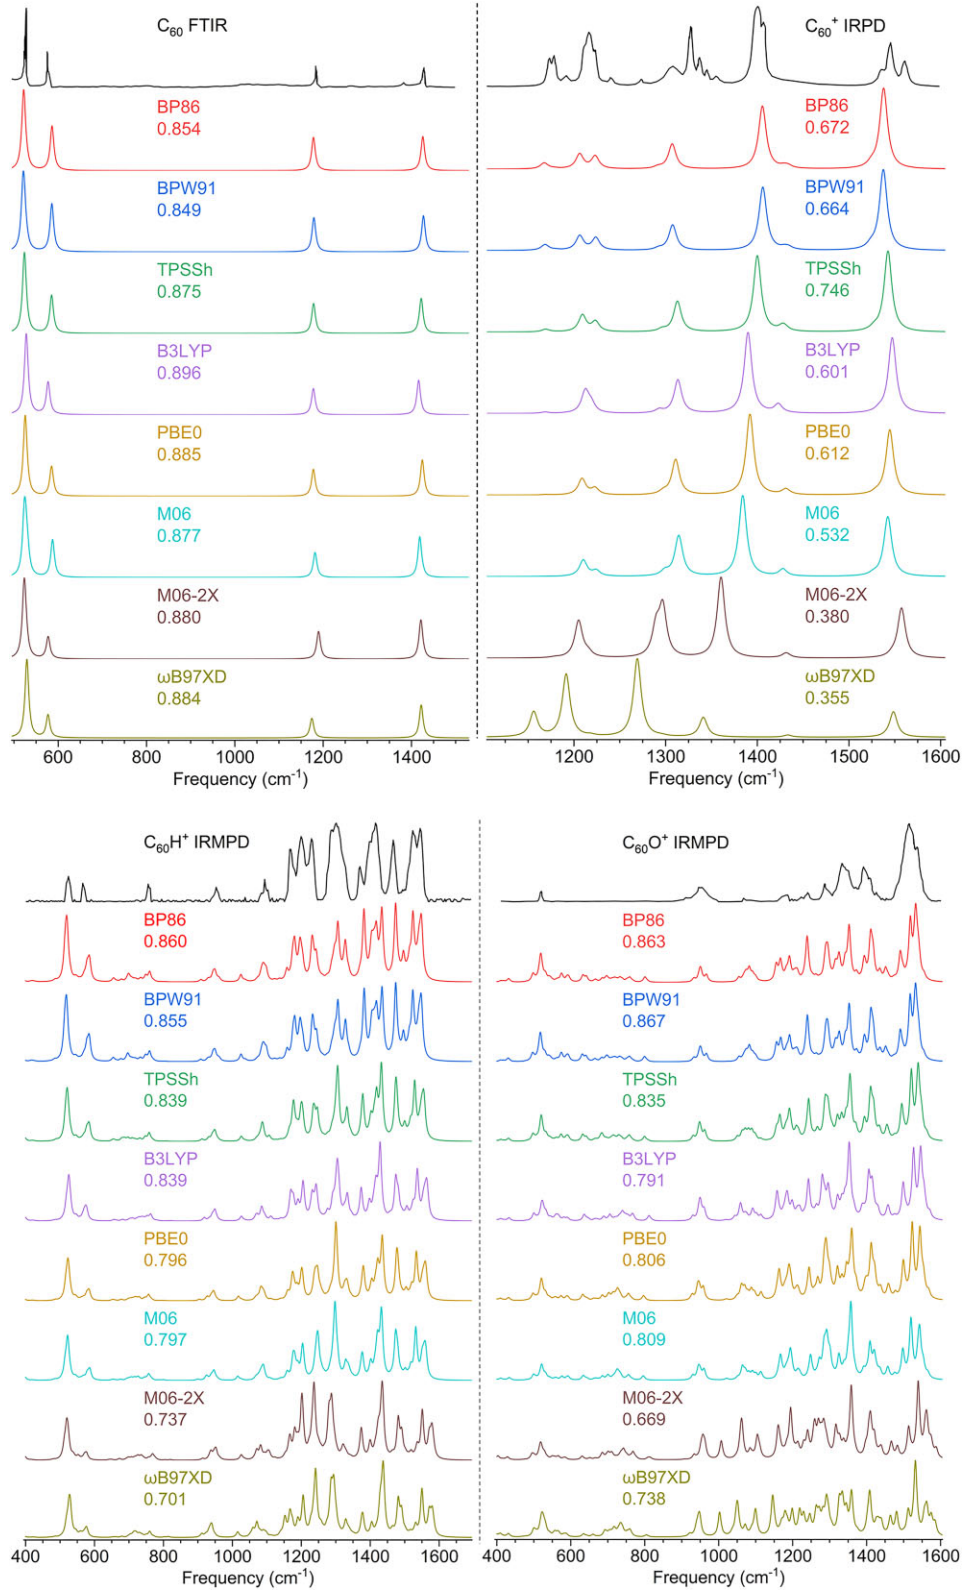 C₆₀ FTIR
BP86
0.854
BPW91
0.849
TPSSh
0.875
B3LYP
0.896
PBE0
0.885
M06
0.877
M06-2X
0.880
ωB97XD
0.884
600 800 1000 1200 1400
Frequency (cm⁻¹)
C₆₀⁺ IRPD
BP86
0.672
BPW91
0.664
TPSSh
0.746
B3LYP
0.601
PBE0
0.612
M06
0.532
M06-2X
0.380
ωB97XD
0.355
1200 1300 1400 1500 1600
Frequency (cm⁻¹)
C₆₀H⁺ IRMPD
BP86
0.860
BPW91
0.855
TPSSh
0.839
B3LYP
0.839
PBE0
0.796
M06
0.797
M06-2X
0.737
ωB97XD
0.701
400 600 800 1000 1200 1400 1600
Frequency (cm⁻¹)
C₆₀O⁺ IRMPD
BP86
0.863
BPW91
0.867
TPSSh
0.835
B3LYP
0.791
PBE0
0.806
M06
0.809
M06-2X
0.669
ωB97XD
0.738
400 600 800 1000 1200 1400 1600
Frequency (cm⁻¹)